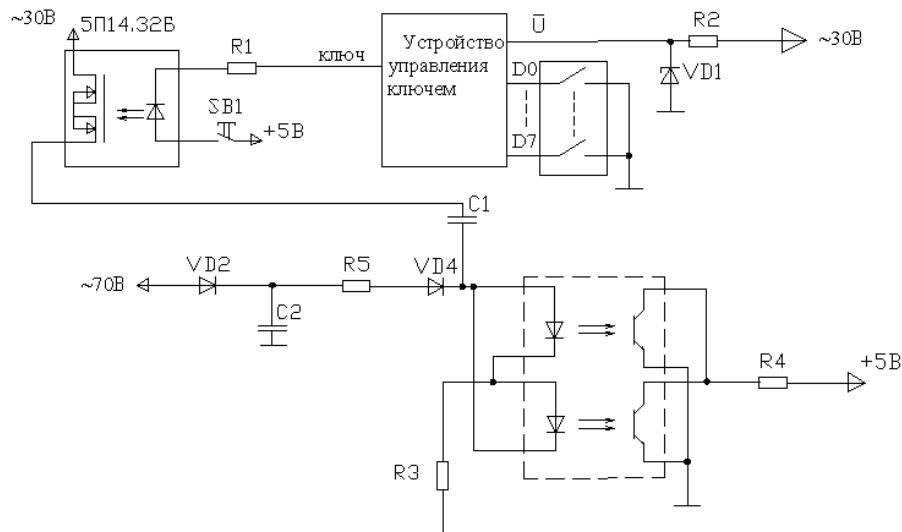 ~30В
5П14.32Б
R1
ключ
SB1
+5В
Устройство
управления
ключем
U̅
D0
D7
R2
~30В
VD1
C1
~70В
VD2
C2
R5
VD4
R3
R4
+5В